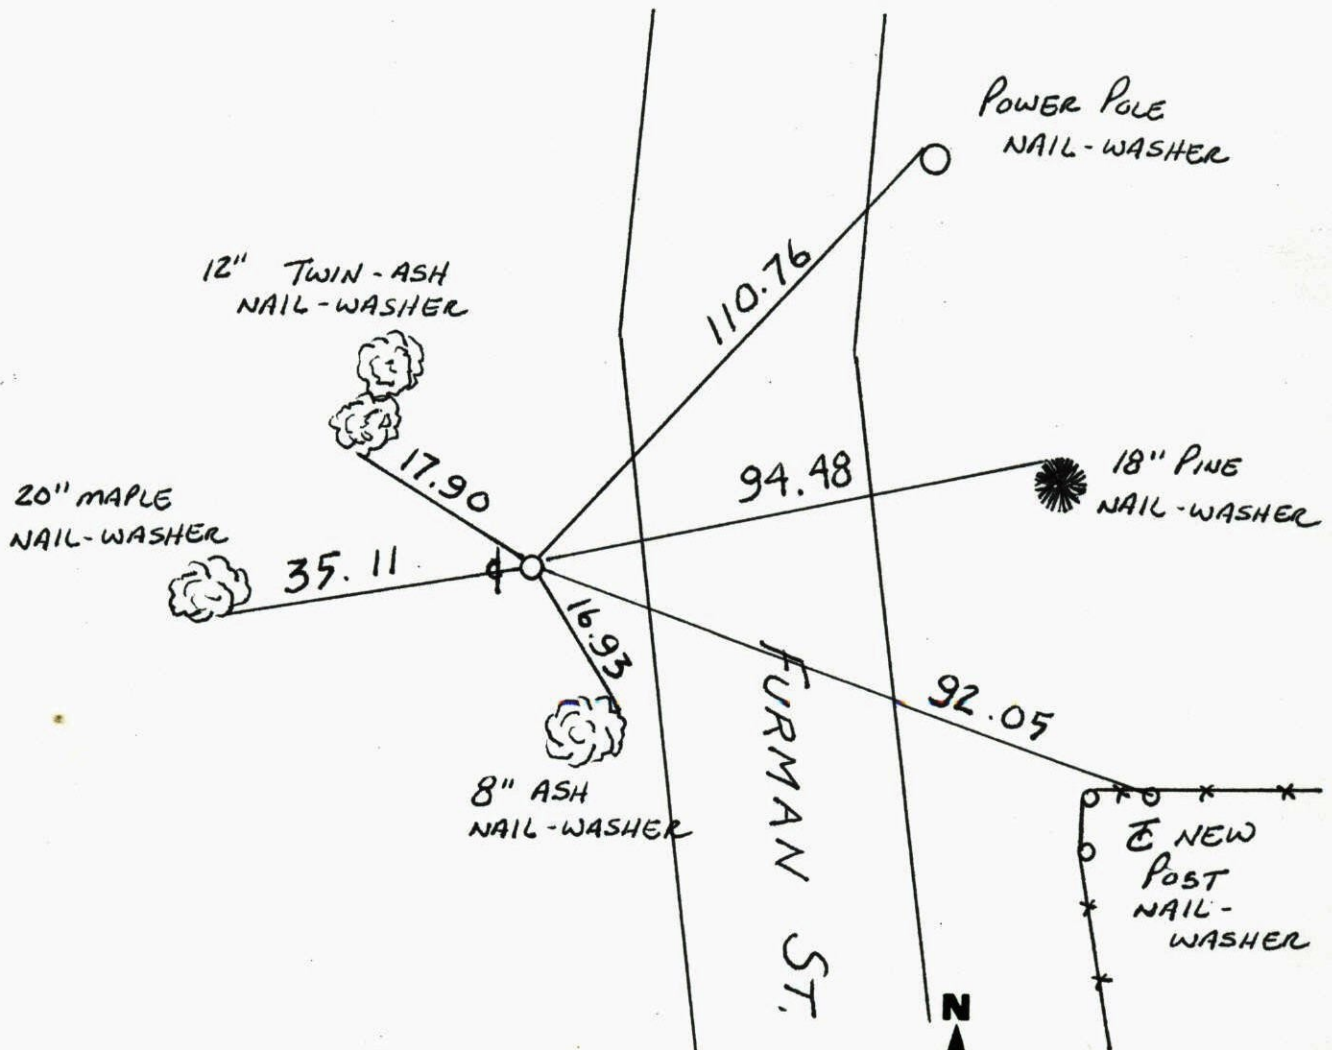 POWER POLE
NAIL-WASHER
110.76
12" TWIN-ASH
NAIL-WASHER
17.90
94.48
18" PINE
NAIL-WASHER
20" MAPLE
NAIL-WASHER
35.11
16.93
92.05
8" ASH
NAIL-WASHER
FURMAN ST.
℄ NEW
POST
NAIL-
WASHER
N